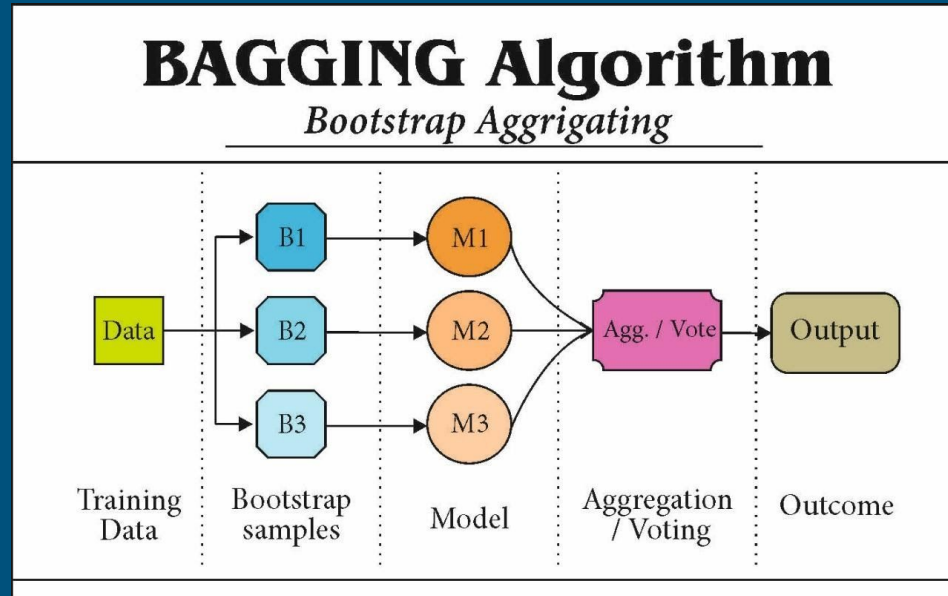 BAGGING Algorithm
Bootstrap Aggrigating
B1
M1
Data
B2
M2
Agg. / Vote
Output
B3
M3
Training
Data
Bootstrap
samples
Model
Aggregation
/ Voting
Outcome